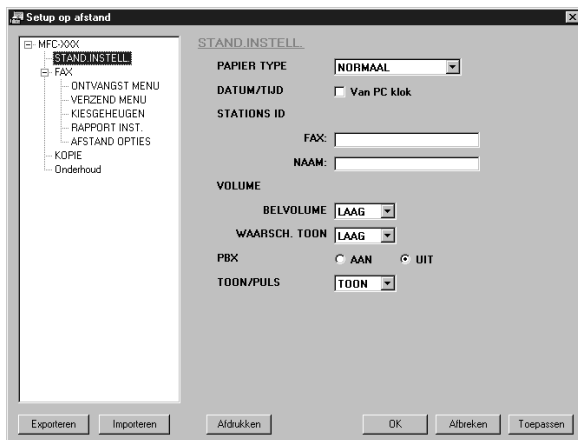 Setup op afstand
MFC-XXX
STAND.INSTELL
FAX
ONTVANGST MENU
VERZEND MENU
KIESGEHEUGEN
RAPPORT INST.
AFSTAND OPTIES
KOPIE
Onderhoud
STAND.INSTELL
PAPIER TYPE NORMAAL
DATUM/TIJD Van PC klok
STATIONS ID
FAX:
NAAM:
VOLUME
BELVOLUME LAAG
WAARSCH. TOON LAAG
PBX AAN UIT
TOON/PULS TOON
Exporteren Importeren Afdrukken OK Afbreken Toepassen